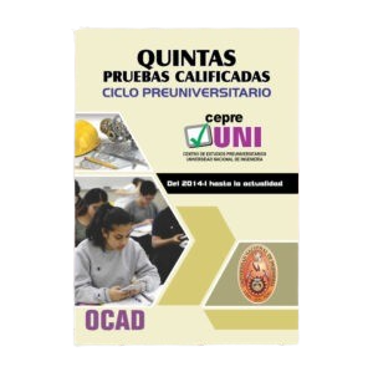 QUINTAS
PRUEBAS CALIFICADAS
CICLO PREUNIVERSITARIO
cepre
UNI
CENTRO DE ESTUDIOS PREUNIVERSITARIOS
UNIVERSIDAD NACIONAL DE INGENIERÍA
Del 2014-I hasta la actualidad
OCAD